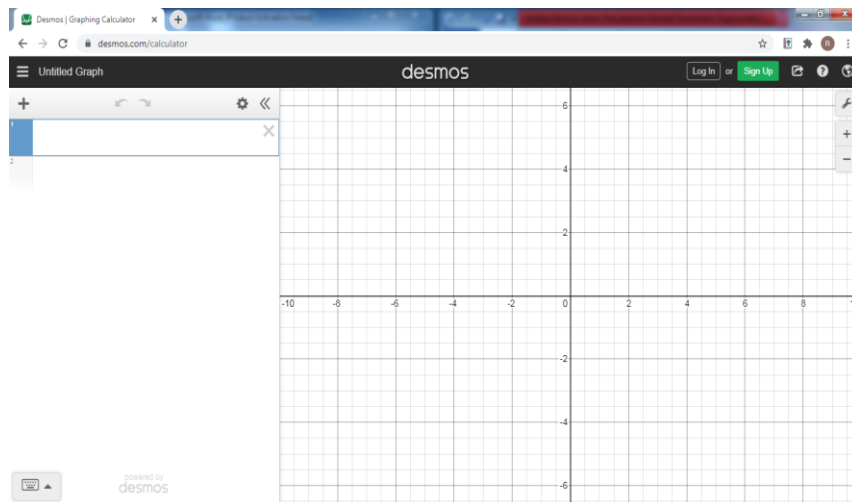 Desmos | Graphing Calculator
desmos.com/calculator
R
Untitled Graph
desmos
Log In or Sign Up
1
2
6
4
2
-10 -8 -6 -4 -2 0 2 4 6 8
-2
-4
-6
powered by
desmos